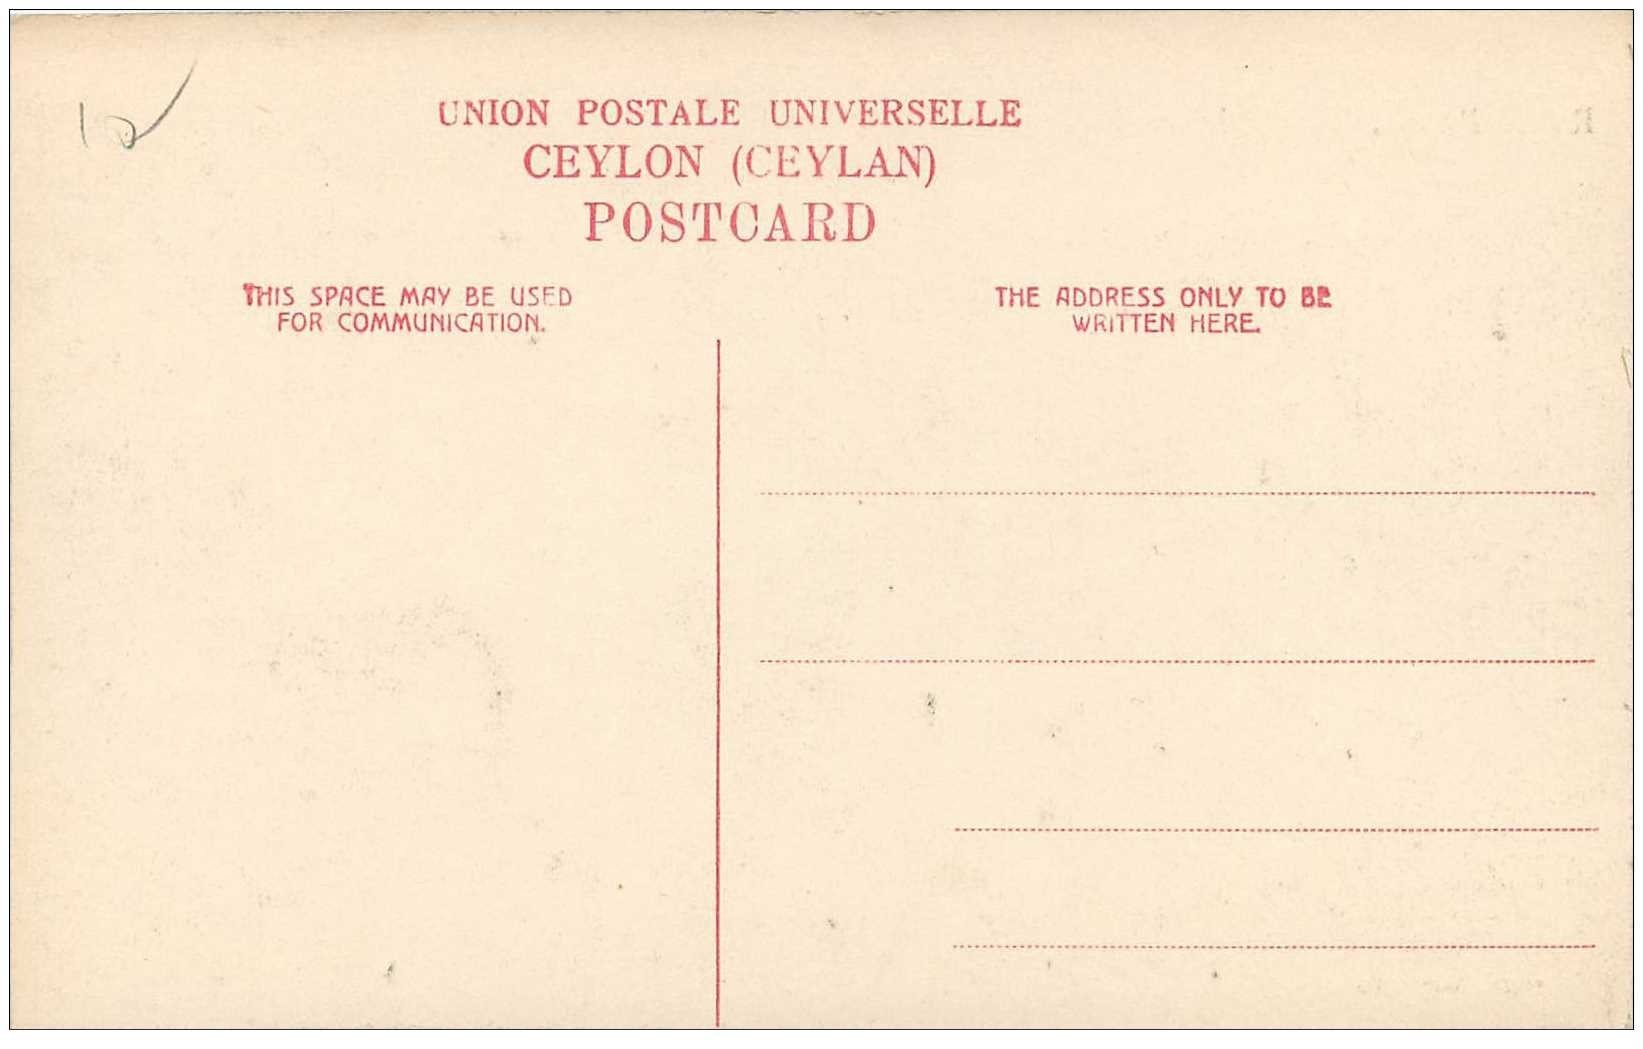 10
UNION POSTALE UNIVERSELLE
CEYLON (CEYLAN)
POSTCARD
THIS SPACE MAY BE USED
FOR COMMUNICATION.
THE ADDRESS ONLY TO BE
WRITTEN HERE.